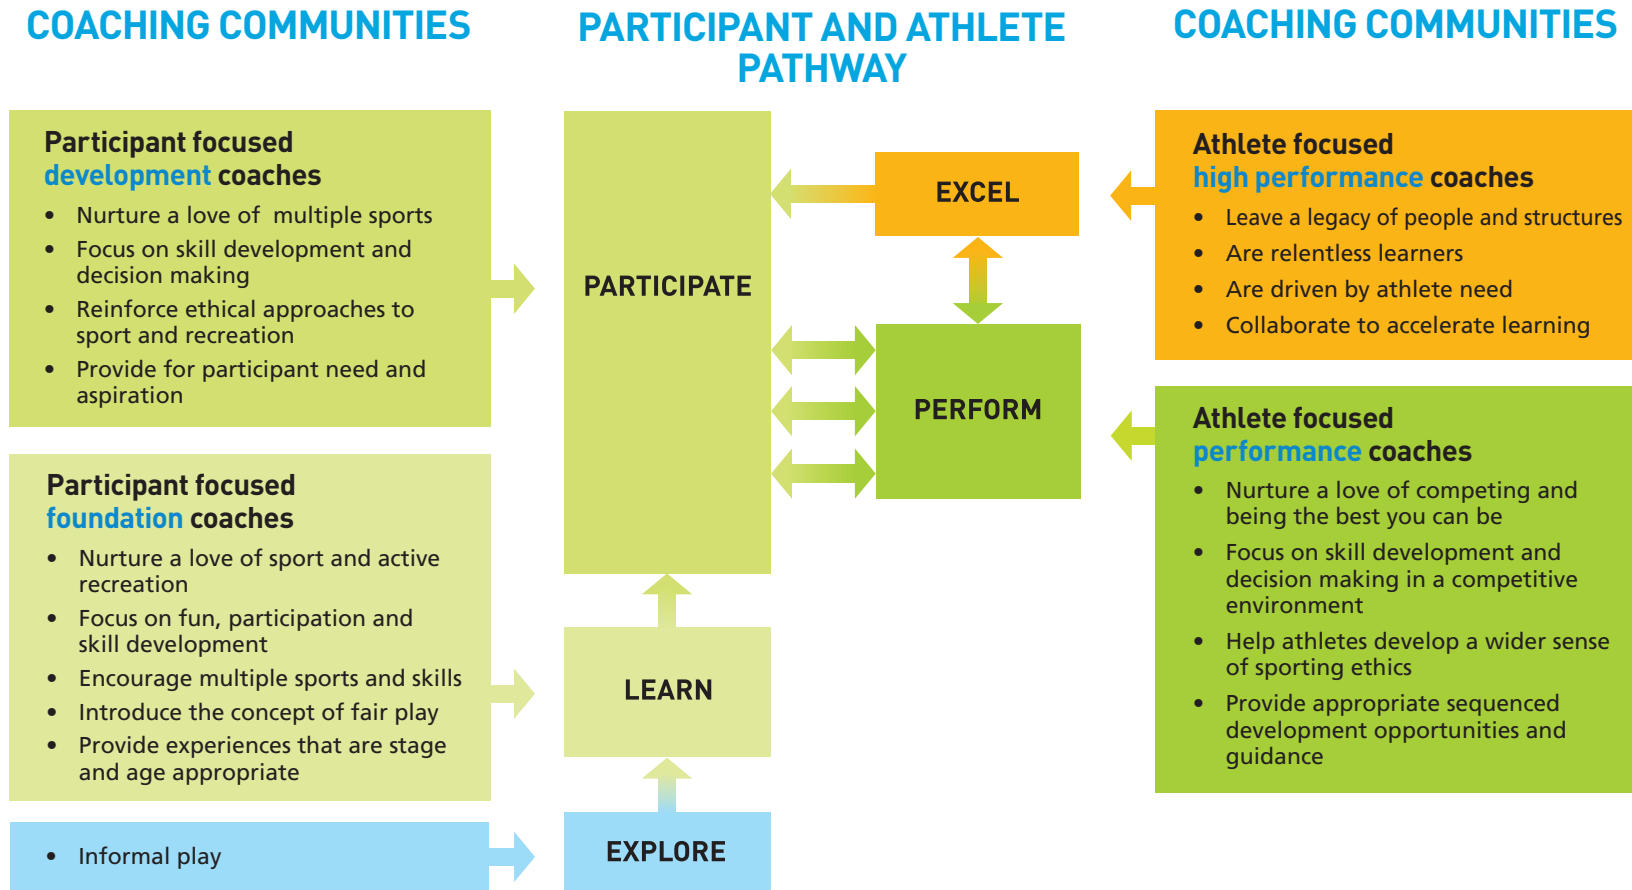 COACHING COMMUNITIES
PARTICIPANT AND ATHLETE
PATHWAY
COACHING COMMUNITIES
Participant focused
development coaches
• Nurture a love of multiple sports
• Focus on skill development and
decision making
• Reinforce ethical approaches to
sport and recreation
• Provide for participant need and
aspiration
Participant focused
foundation coaches
• Nurture a love of sport and active
recreation
• Focus on fun, participation and
skill development
• Encourage multiple sports and skills
• Introduce the concept of fair play
• Provide experiences that are stage
and age appropriate
• Informal play
PARTICIPATE
LEARN
EXPLORE
EXCEL
PERFORM
Athlete focused
high performance coaches
• Leave a legacy of people and structures
• Are relentless learners
• Are driven by athlete need
• Collaborate to accelerate learning
Athlete focused
performance coaches
• Nurture a love of competing and
being the best you can be
• Focus on skill development and
decision making in a competitive
environment
• Help athletes develop a wider sense
of sporting ethics
• Provide appropriate sequenced
development opportunities and
guidance